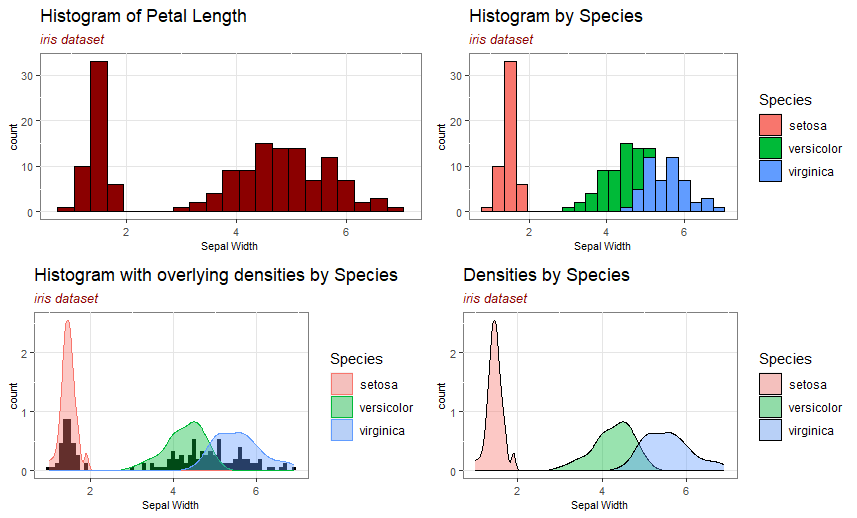 Histogram of Petal Length
iris dataset
count
30
20
10
0
2 4 6
Sepal Width
Histogram by Species
iris dataset
count
30
20
10
0
2 4 6
Sepal Width
Species
setosa
versicolor
virginica
Histogram with overlying densities by Species
iris dataset
count
2
1
0
2 4 6
Sepal Width
Species
setosa
versicolor
virginica
Densities by Species
iris dataset
count
2
1
0
2 4 6
Sepal Width
Species
setosa
versicolor
virginica